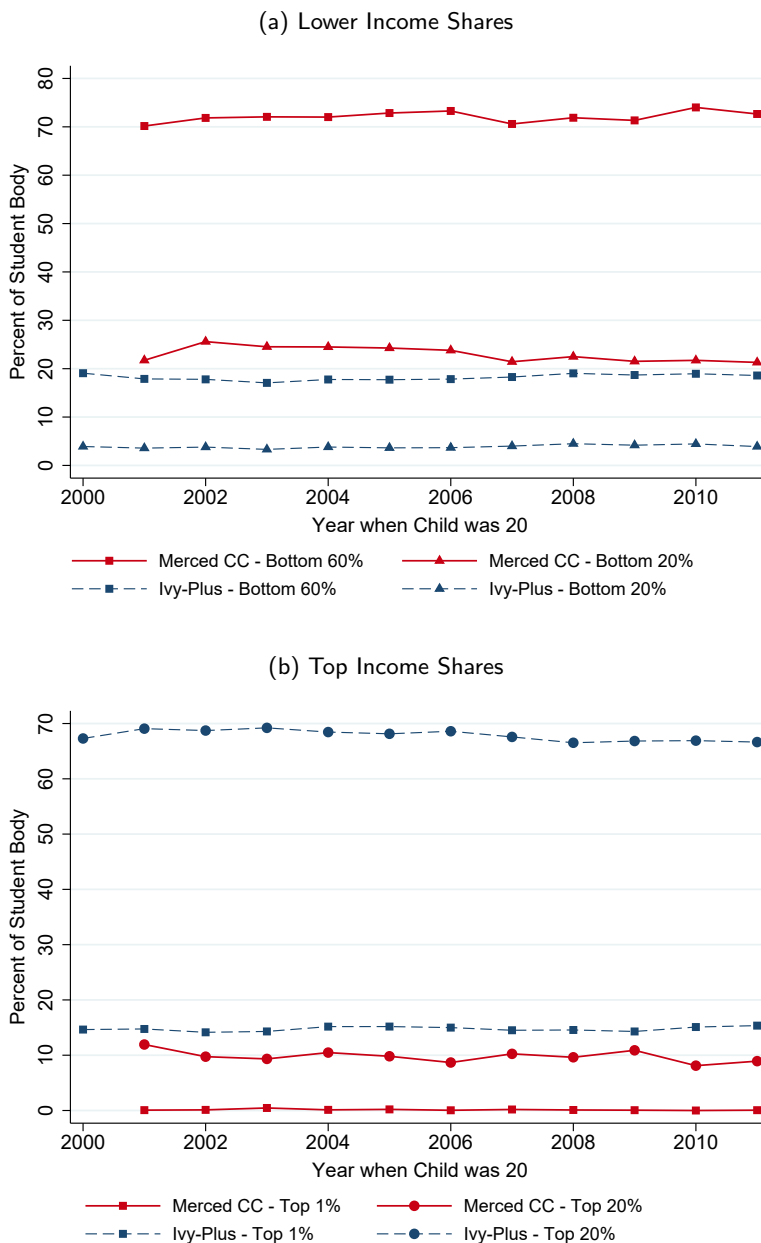 (a) Lower Income Shares
80
70
60
50
40
30
20
10
0
Percent of Student Body
2000 2002 2004 2006 2008 2010
Year when Child was 20
Merced CC - Bottom 60% Merced CC - Bottom 20%
Ivy-Plus - Bottom 60% Ivy-Plus - Bottom 20%
(b) Top Income Shares
70
60
50
40
30
20
10
0
Percent of Student Body
2000 2002 2004 2006 2008 2010
Year when Child was 20
Merced CC - Top 1% Merced CC - Top 20%
Ivy-Plus - Top 1% Ivy-Plus - Top 20%